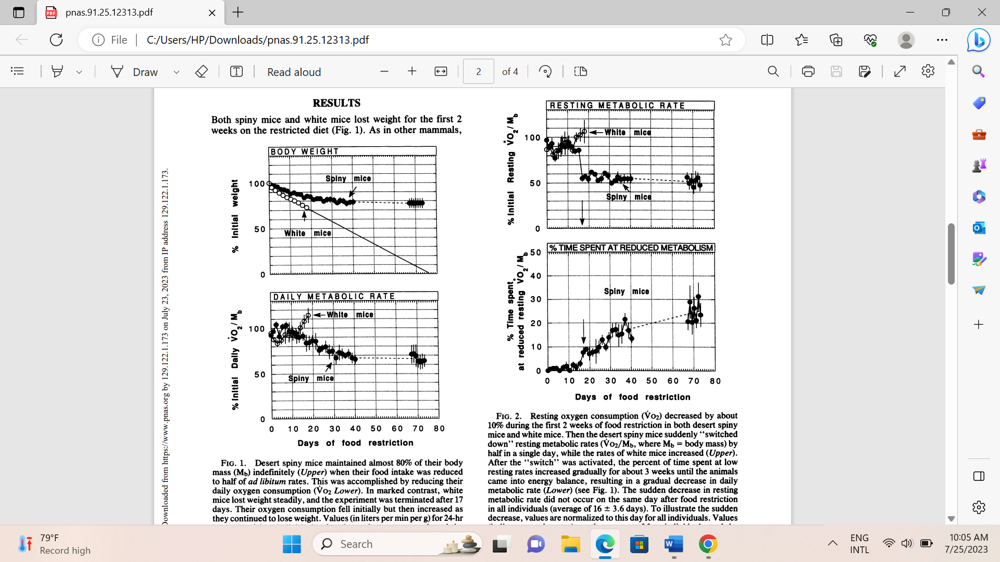 pnas.91.25.12313.pdf
File
C:/Users/HP/Downloads/pnas.91.25.12313.pdf
Draw
Read aloud
2
of 4
Downloaded from https://www.pnas.org by 129.122.1.173 on July 23, 2023 from IP address 129.122.1.173.
RESULTS
Both spiny mice and white mice lost weight for the first 2
weeks on the restricted diet (Fig. 1). As in other mammals,
BODY WEIGHT
% Initial weight
100
50
0
Spiny mice
White mice
DAILY METABOLIC RATE
% Initial Daily V̇O2/Mb
100
50
0
White mice
Spiny mice
0 10 20 30 40 50 60 70 80
Days of food restriction
FIG. 1. Desert spiny mice maintained almost 80% of their body
mass (Mb) indefinitely (Upper) when their food intake was reduced
to half of ad libitum rates. This was accomplished by reducing their
daily oxygen consumption (V̇O2 Lower). In marked contrast, white
mice lost weight steadily, and the experiment was terminated after 17
days. Their oxygen consumption fell initially but then increased as
they continued to lose weight. Values (in liters per min per g) for 24-hr
RESTING METABOLIC RATE
% Initial Resting V̇O2/Mb
100
50
0
White mice
Spiny mice
% TIME SPENT AT REDUCED METABOLISM
% Time spent
at reduced resting V̇O2/Mb
50
40
30
20
10
0
Spiny mice
0 10 20 30 40 50 60 70 80
Days of food restriction
FIG. 2. Resting oxygen consumption (V̇O2) decreased by about
10% during the first 2 weeks of food restriction in both desert spiny
mice and white mice. Then the desert spiny mice suddenly “switched
down” resting metabolic rates (V̇O2/Mb, where Mb = body mass) by
half in a single day, while the rates of white mice increased (Upper).
After the “switch” was activated, the percent of time spent at low
resting rates increased gradually for about 3 weeks until the animals
came into energy balance, resulting in a gradual decrease in daily
metabolic rate (Lower) (see Fig. 1). The sudden decrease in resting
metabolic rate did not occur on the same day after food restriction
in all individuals (average of 16 ± 3.6 days). To illustrate the sudden
decrease, values are normalized to this day for all individuals. Values
79°F
Record high
Search
ENG
INTL
10:05 AM
7/25/2023